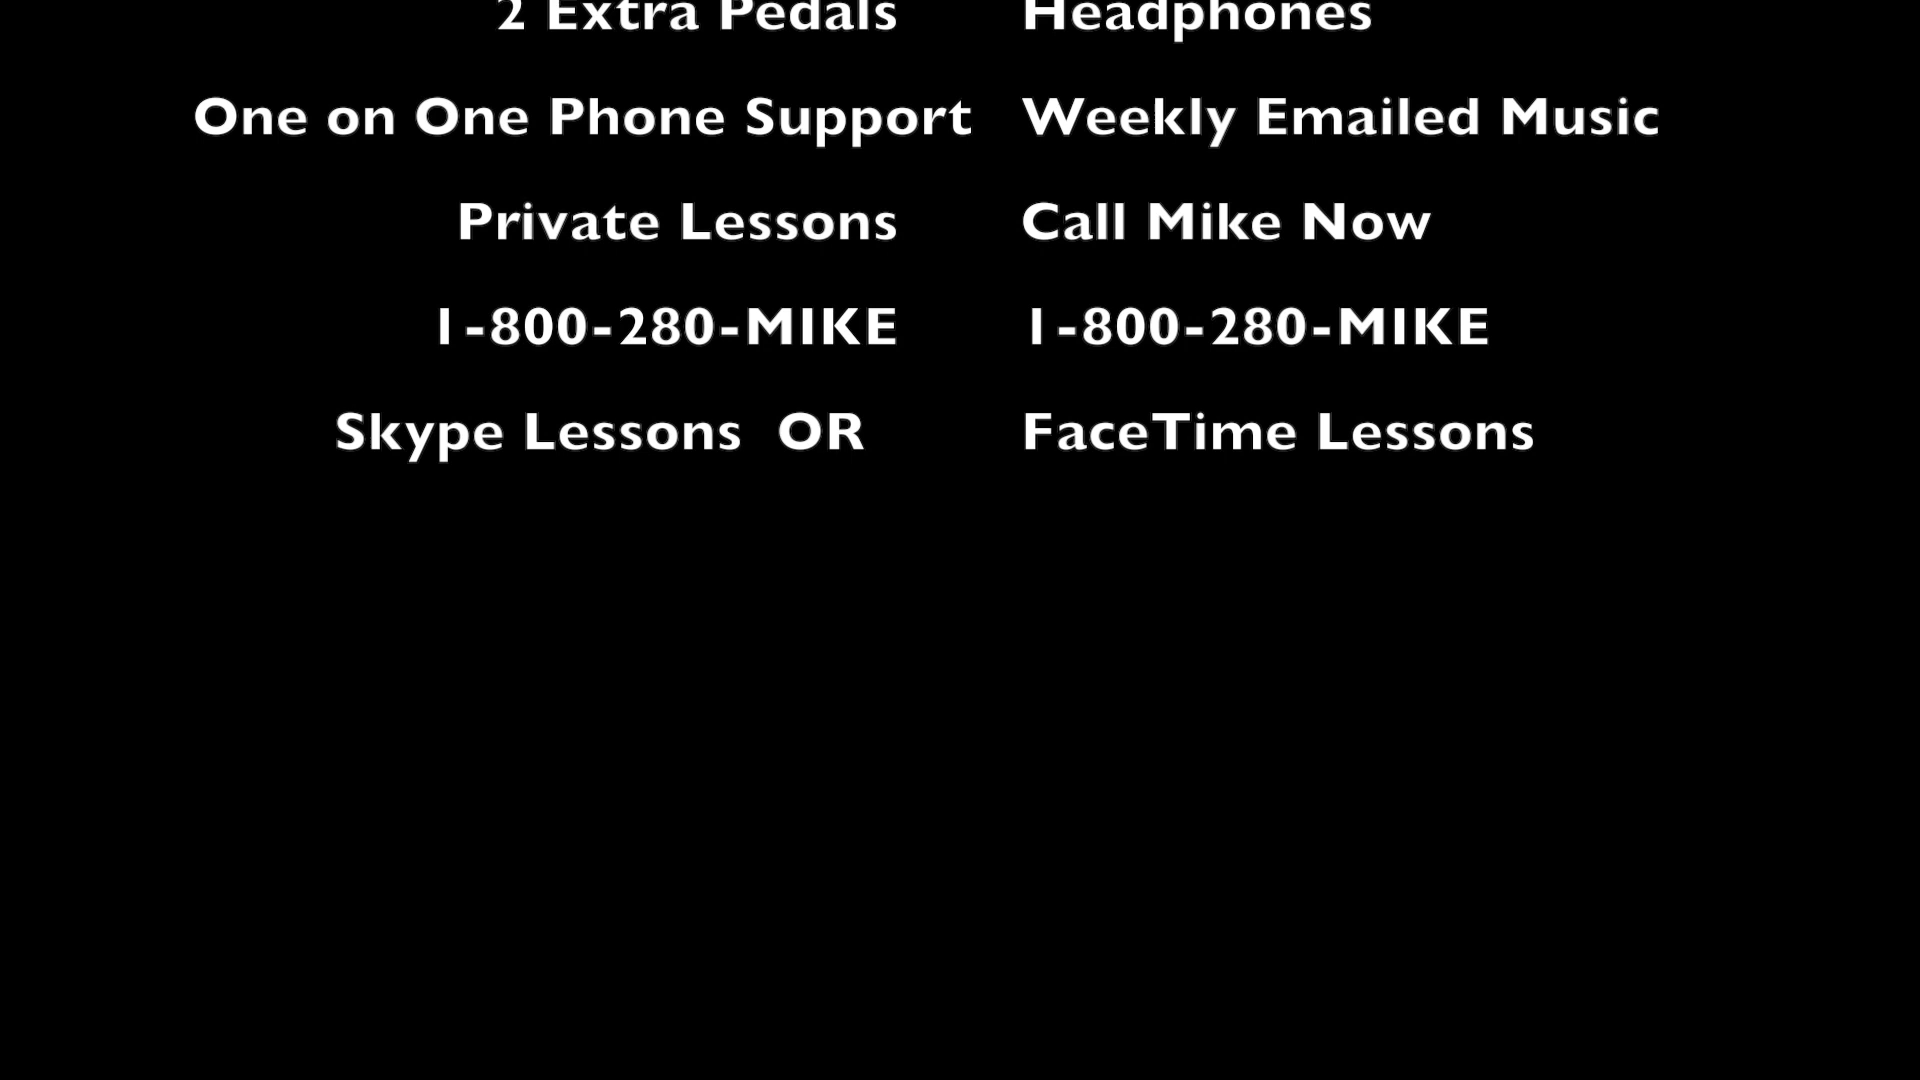 2 Extra Pedals Headphones
One on One Phone Support Weekly Emailed Music
Private Lessons Call Mike Now
1-800-280-MIKE 1-800-280-MIKE
Skype Lessons OR FaceTime Lessons